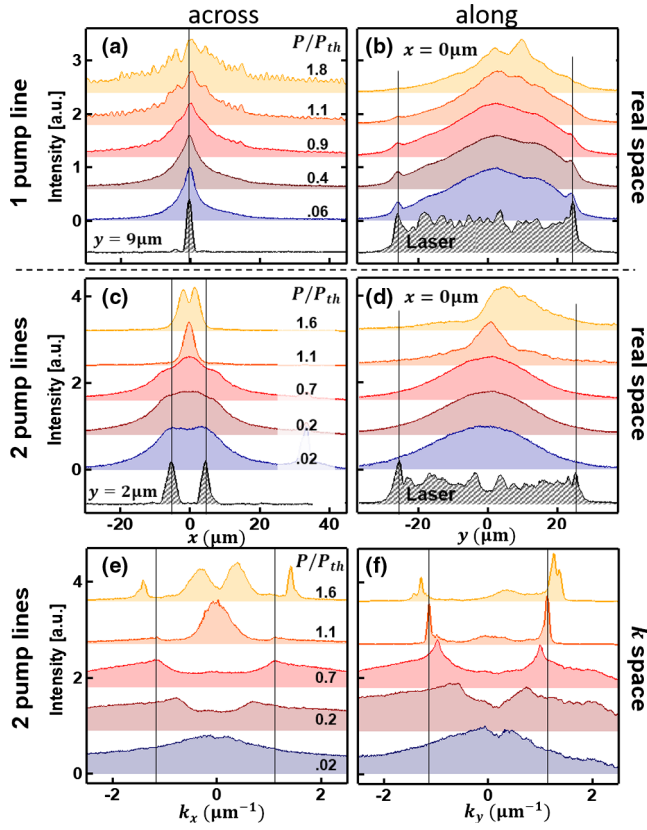 across
along
(a)
P/P_th
3
1.8
2
1.1
0.9
1
0.4
.06
0
y = 9μm
Intensity [a.u.]
1 pump line
(b)
x = 0μm
Laser
real space
(c)
P/P_th
4
1.6
1.1
2
0.7
0.2
.02
0
y = 2μm
-20
0
20
40
x (μm)
Intensity [a.u.]
2 pump lines
(d)
x = 0μm
Laser
-20
0
20
y (μm)
real space
(e)
P/P_th
4
1.6
1.1
2
0.7
0.2
.02
0
-2
0
2
k_x (μm⁻¹)
Intensity [a.u.]
2 pump lines
(f)
-2
0
2
k_y (μm⁻¹)
k space